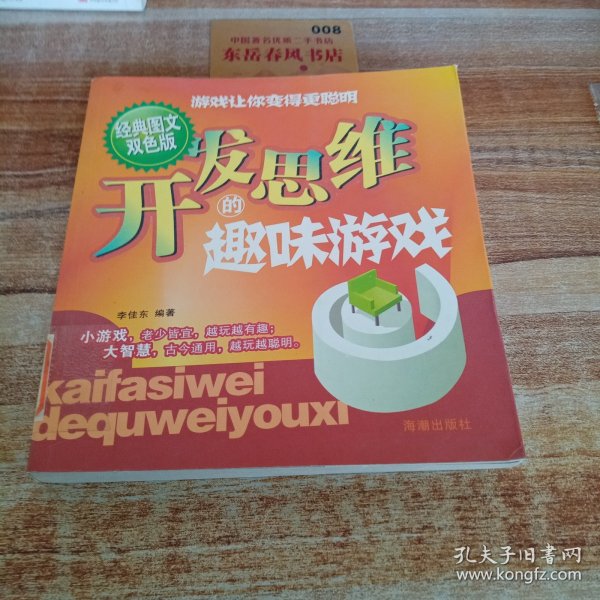 008
中国著名优质二手书店
东岳春风书店
游戏让你变得更聪明
经典图文
双色版
开发思维
的
趣味游戏
李佳东 编著
小游戏，老少皆宜，越玩越有趣；
大智慧，古今通用，越玩越聪明。
kaifasiwei
dequweiyouxi
海潮出版社
孔夫子旧书网
www.kongfz.com